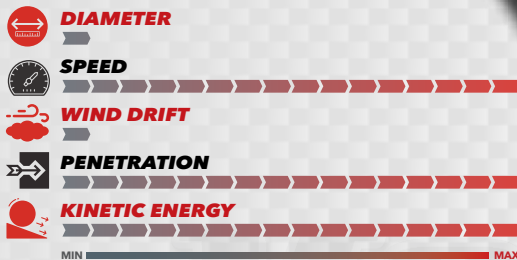 DIAMETER
SPEED
WIND DRIFT
PENETRATION
KINETIC ENERGY
MIN MAX